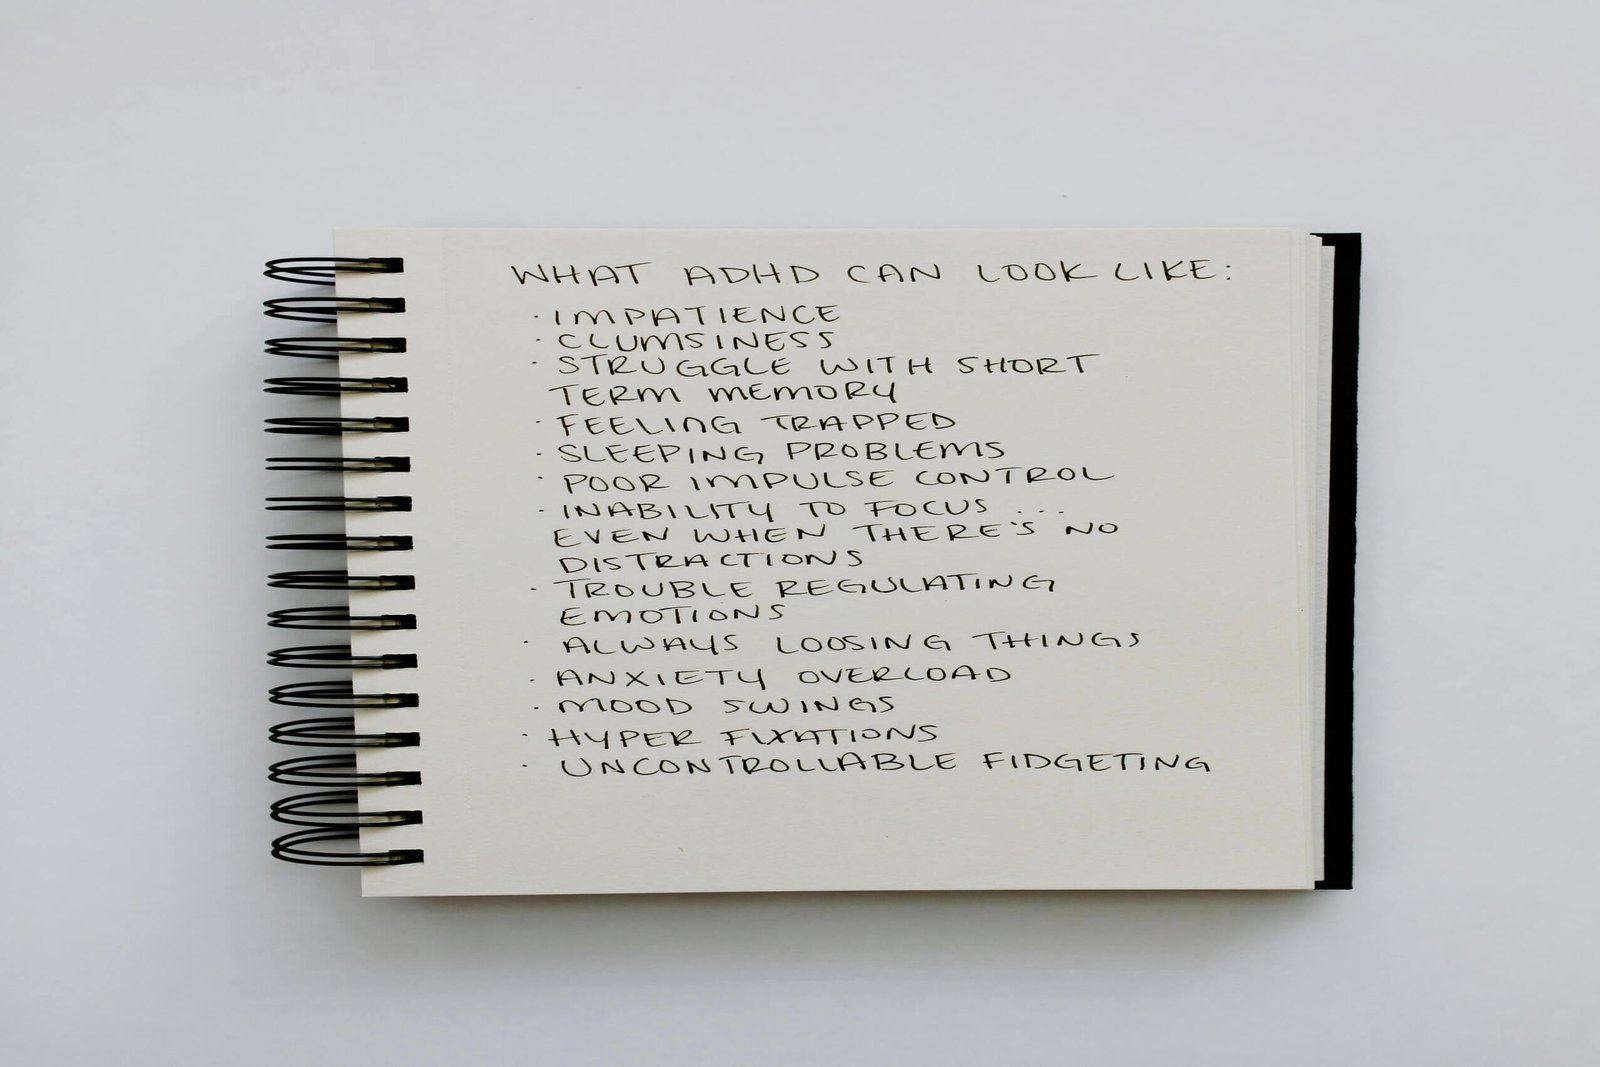 WHAT ADHD CAN LOOK LIKE:
· IMPATIENCE
· CLUMSINESS
· STRUGGLE WITH SHORT
TERM MEMORY
· FEELING TRAPPED
· SLEEPING PROBLEMS
· POOR IMPULSE CONTROL
· INABILITY TO FOCUS ...
EVEN WHEN THERE'S NO
DISTRACTIONS
· TROUBLE REGULATING
EMOTIONS
· ALWAYS LOOSING THINGS
· ANXIETY OVERLOAD
· MOOD SWINGS
· HYPER FIXATIONS
· UNCONTROLLABLE FIDGETING